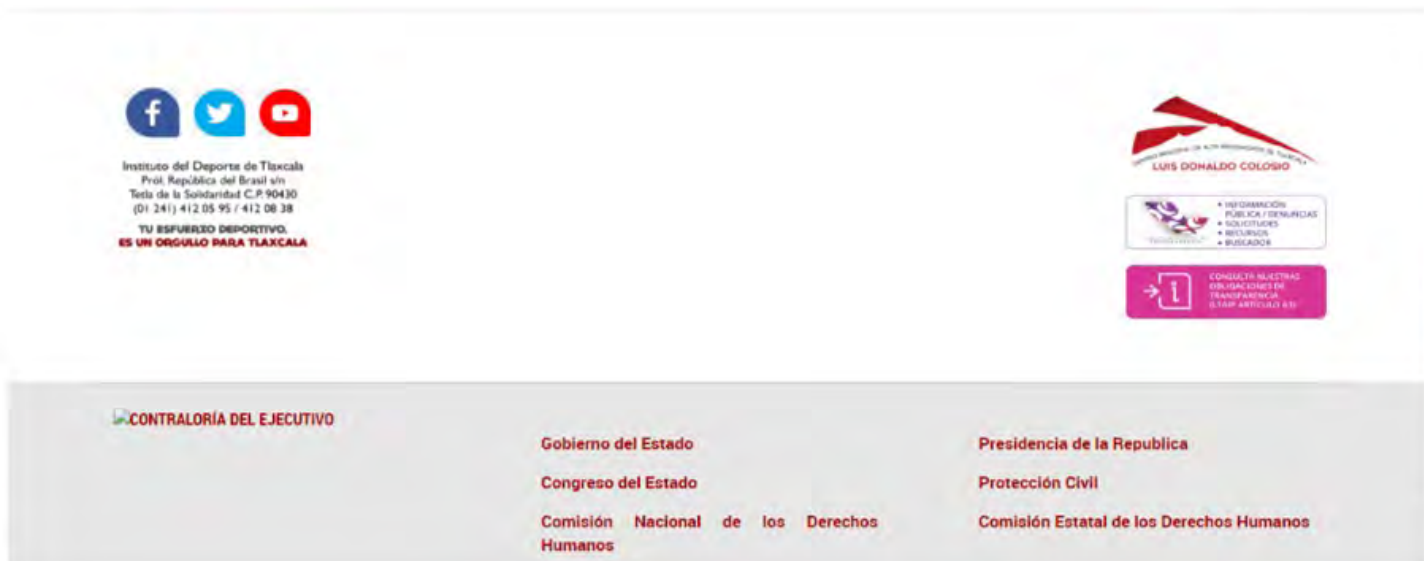 Instituto del Deporte de Tlaxcala
Prol. República del Brasil s/n
Tetla de la Solidaridad C.P. 90430
(01 241) 412 05 95 / 412 08 38
TU ESFUERZO DEPORTIVO,
ES UN ORGULLO PARA TLAXCALA
LUIS DONALDO COLOSIO
• INFORMACIÓN
PÚBLICA / DENUNCIAS
• SOLICITUDES
• RECURSOS
• BUSCADOR
CONSULTA NUESTRAS
OBLIGACIONES DE
TRANSPARENCIA
(LTAIP ARTÍCULO 63)
CONTRALORÍA DEL EJECUTIVO
Gobierno del Estado
Congreso del Estado
Comisión Nacional de los Derechos
Humanos
Presidencia de la Republica
Protección Civil
Comisión Estatal de los Derechos Humanos